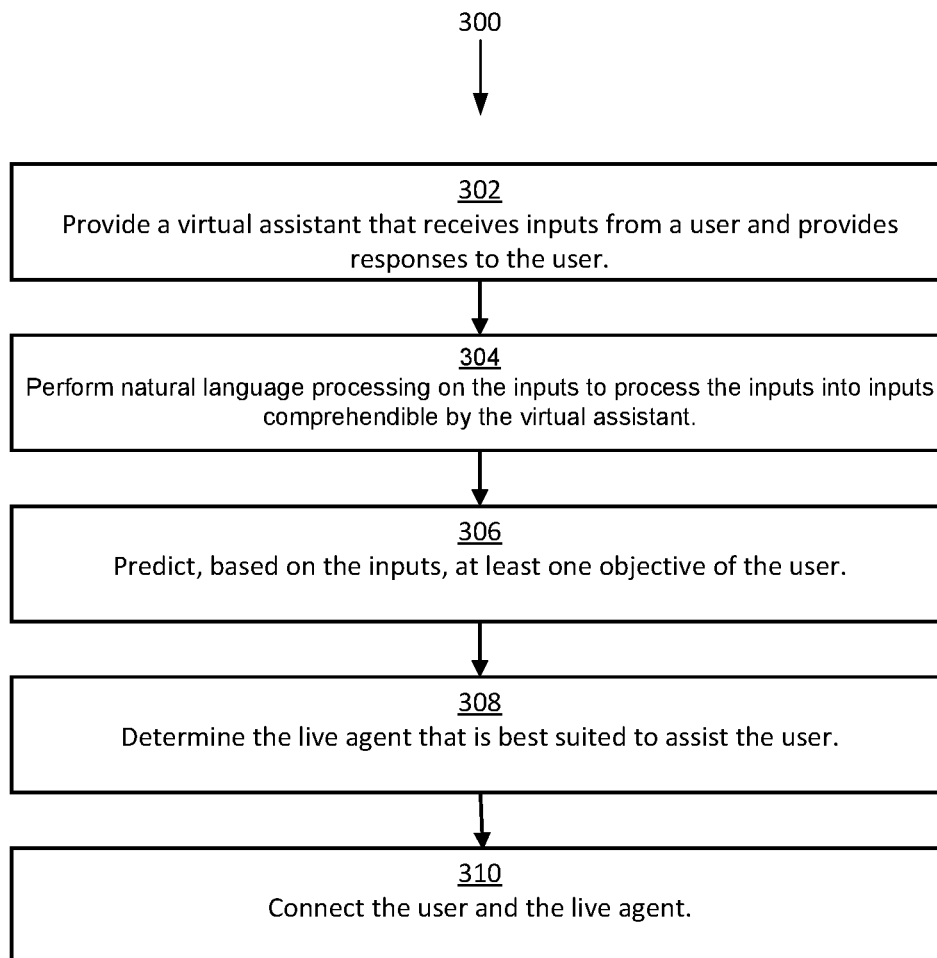 300
302
Provide a virtual assistant that receives inputs from a user and provides
responses to the user.
304
Perform natural language processing on the inputs to process the inputs into inputs
comprehendible by the virtual assistant.
306
Predict, based on the inputs, at least one objective of the user.
308
Determine the live agent that is best suited to assist the user.
310
Connect the user and the live agent.